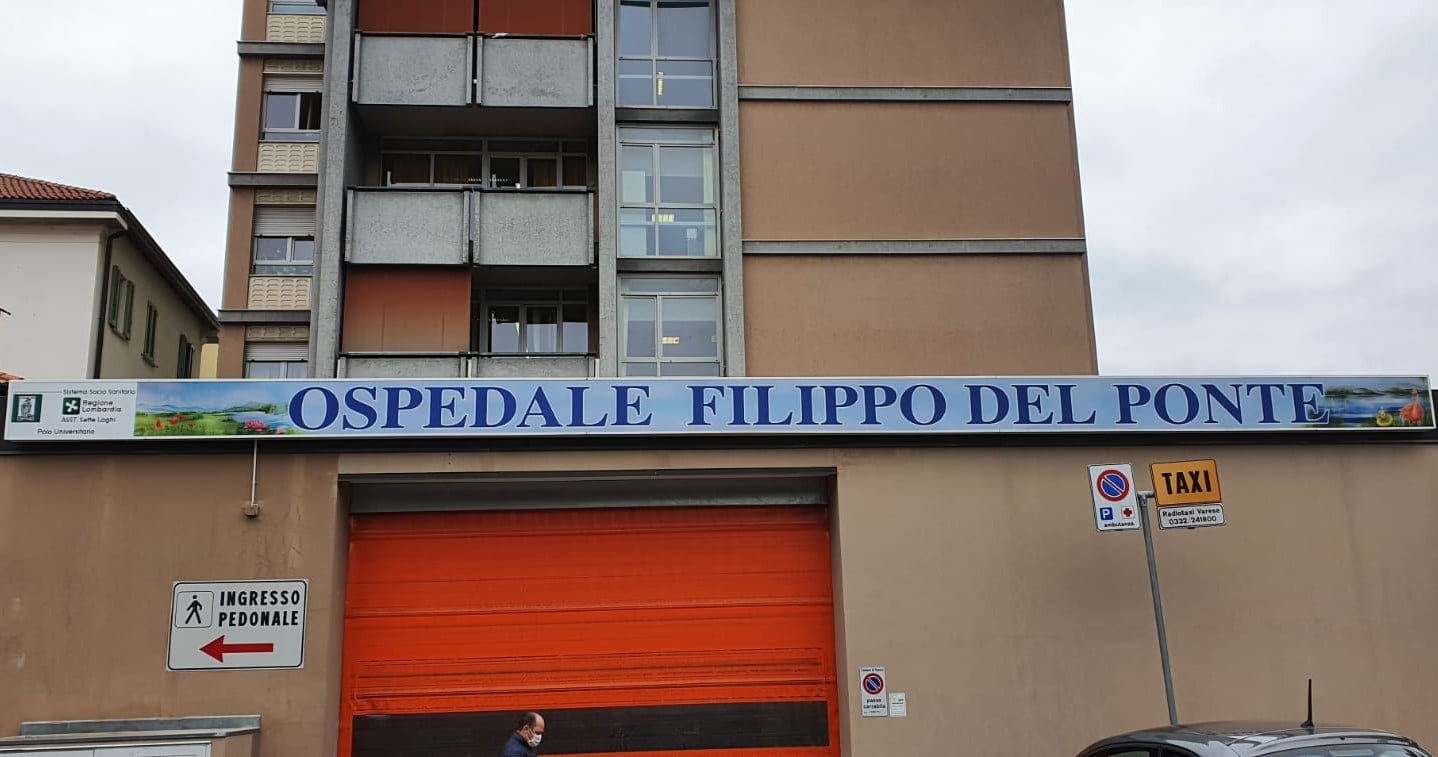 Sistema Socio Sanitario
Regione
Lombardia
ASST Sette Laghi
Polo Universitario
OSPEDALE FILIPPO DEL PONTE
TAXI
Radiotaxi Varese
0332/241800
P
ambulanza
INGRESSO
PEDONALE
passo
carrabile